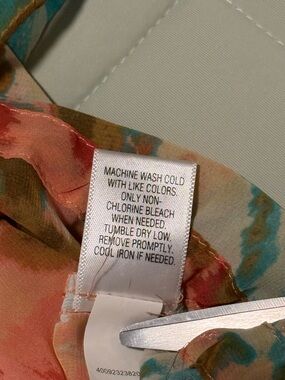 MACHINE WASH COLD
WITH LIKE COLORS.
ONLY NON-
CHLORINE BLEACH
WHEN NEEDED.
TUMBLE DRY LOW.
REMOVE PROMPTLY.
COOL IRON IF NEEDED.
4009232382